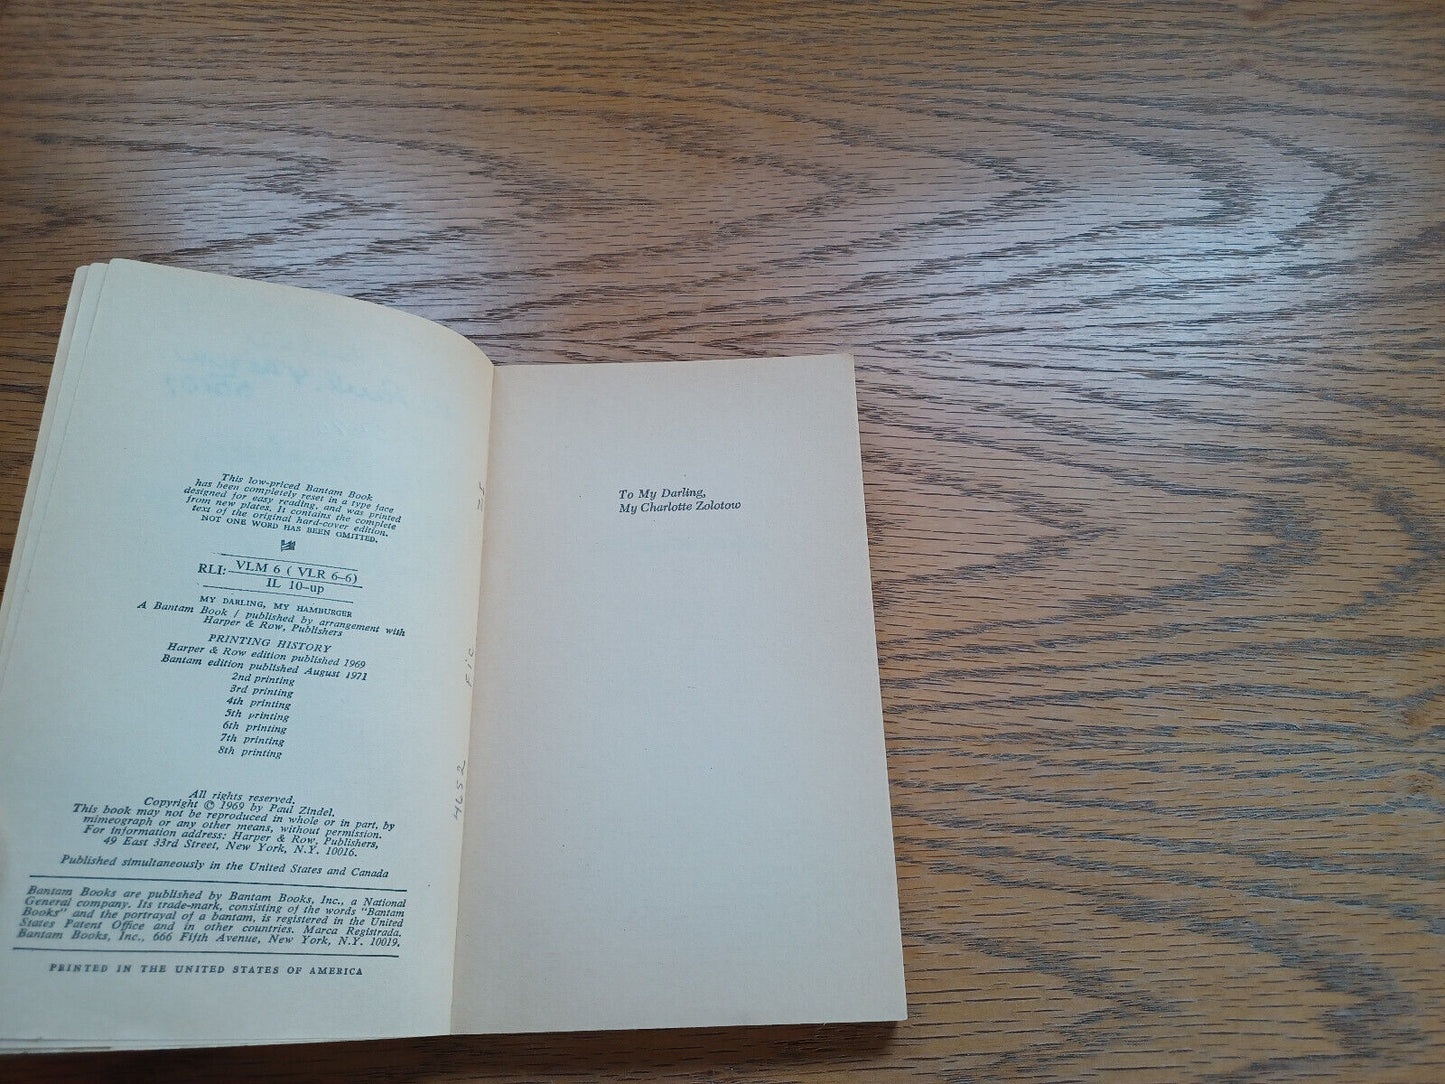 This low-priced Bantam Book
has been completely reset in a type face
designed for easy reading, and was printed
from new plates. It contains the complete
text of the original hard-cover edition.
NOT ONE WORD HAS BEEN OMITTED.
RLI: VLM 6 ( VLR 6–6)
IL 10–up
MY DARLING, MY HAMBURGER
A Bantam Book / published by arrangement with
Harper & Row, Publishers
PRINTING HISTORY
Harper & Row edition published 1969
Bantam edition published August 1971
2nd printing
3rd printing
4th printing
5th printing
6th printing
7th printing
8th printing
All rights reserved.
Copyright © 1969 by Paul Zindel.
This book may not be reproduced in whole or in part, by
mimeograph or any other means, without permission.
For information address: Harper & Row, Publishers,
49 East 33rd Street, New York, N.Y. 10016.
Published simultaneously in the United States and Canada
Bantam Books are published by Bantam Books, Inc., a National
General company. Its trade-mark, consisting of the words "Bantam
Books" and the portrayal of a bantam, is registered in the United
States Patent Office and in other countries. Marca Registrada.
Bantam Books, Inc., 666 Fifth Avenue, New York, N.Y. 10019.
PRINTED IN THE UNITED STATES OF AMERICA
4652
Fic
To My Darling,
My Charlotte Zolotow